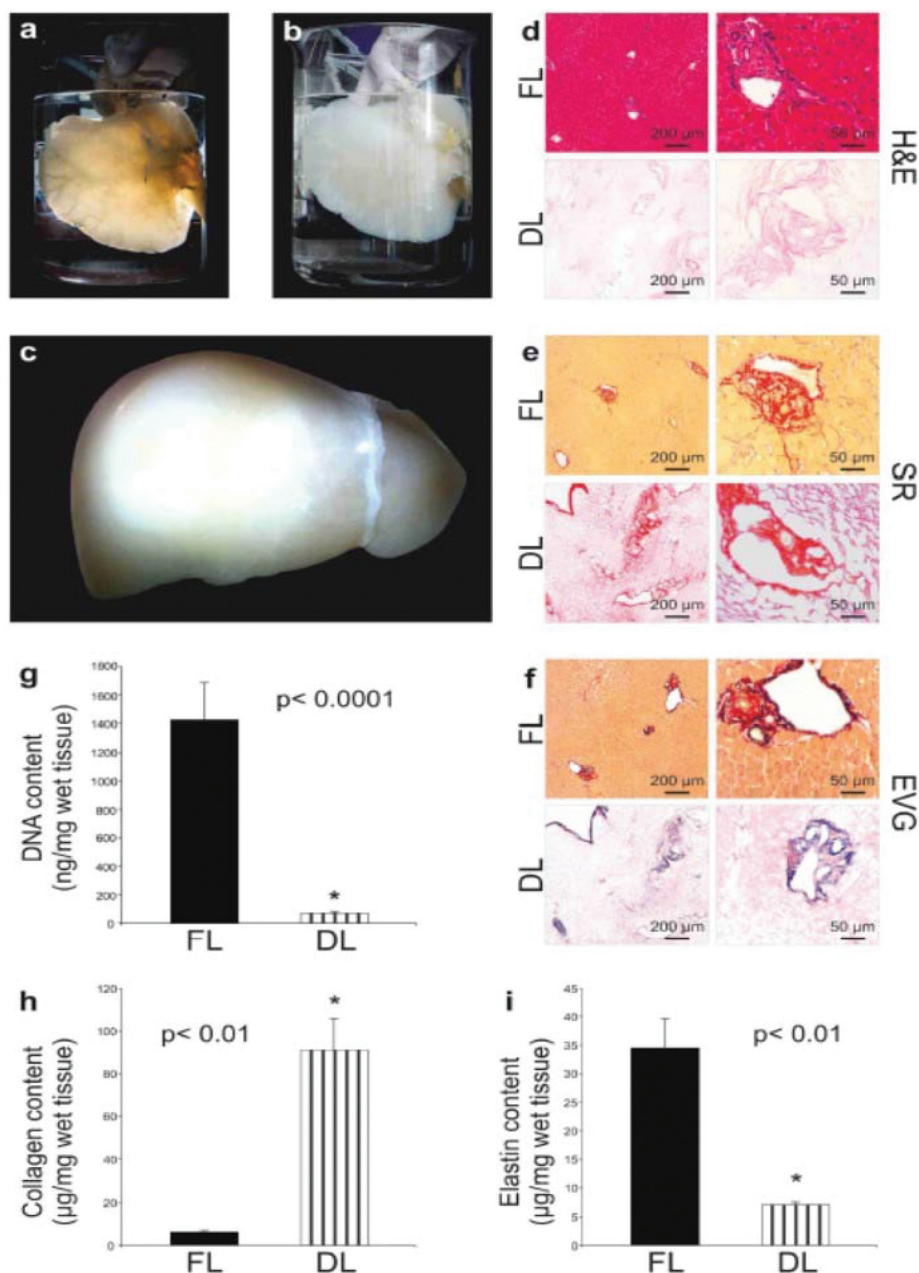 a
b
c
d
FL
200 µm
50 µm
DL
200 µm
50 µm
H&E
e
FL
200 µm
50 µm
DL
200 µm
50 µm
SR
f
FL
200 µm
50 µm
DL
200 µm
50 µm
EVG
g
DNA content
(ng/mg wet tissue)
1800
1600
1400
1200
1000
800
600
400
200
0
p< 0.0001
*
FL DL
h
Collagen content
(µg/mg wet tissue)
120
100
80
60
40
20
0
p< 0.01
*
FL DL
i
Elastin content
(µg/mg wet tissue)
45
40
35
30
25
20
15
10
5
0
p< 0.01
*
FL DL